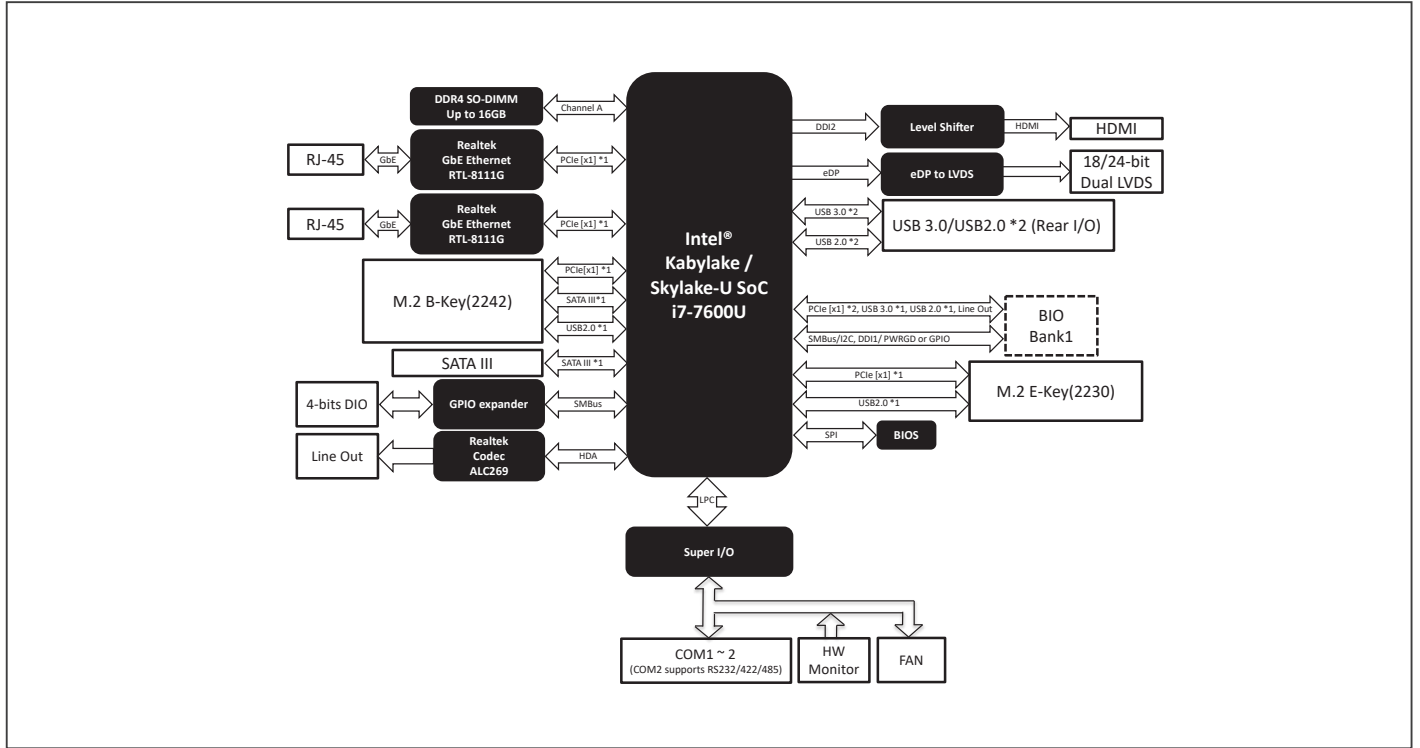 DDR4 SO-DIMM
Up to 16GB
Channel A
RJ-45
GbE
Realtek
GbE Ethernet
RTL-8111G
PCIe [x1] *1
RJ-45
GbE
Realtek
GbE Ethernet
RTL-8111G
PCIe [x1] *1
M.2 B-Key(2242)
PCIe[x1] *1
SATA III*1
USB2.0 *1
SATA III
SATA III *1
4-bits DIO
GPIO expander
SMBus
Line Out
Realtek
Codec
ALC269
HDA
Intel®
Kabylake /
Skylake-U SoC
i7-7600U
DDI2
Level Shifter
HDMI
HDMI
eDP
eDP to LVDS
18/24-bit
Dual LVDS
USB 3.0 *2
USB 2.0 *2
USB 3.0/USB2.0 *2 (Rear I/O)
PCIe [x1] *2, USB 3.0 *1, USB 2.0 *1, Line Out
SMBus/I2C, DDI1/ PWRGD or GPIO
BIO
Bank1
PCIe [x1] *1
USB2.0 *1
M.2 E-Key(2230)
SPI
BIOS
LPC
Super I/O
COM1 ~ 2
(COM2 supports RS232/422/485)
HW
Monitor
FAN